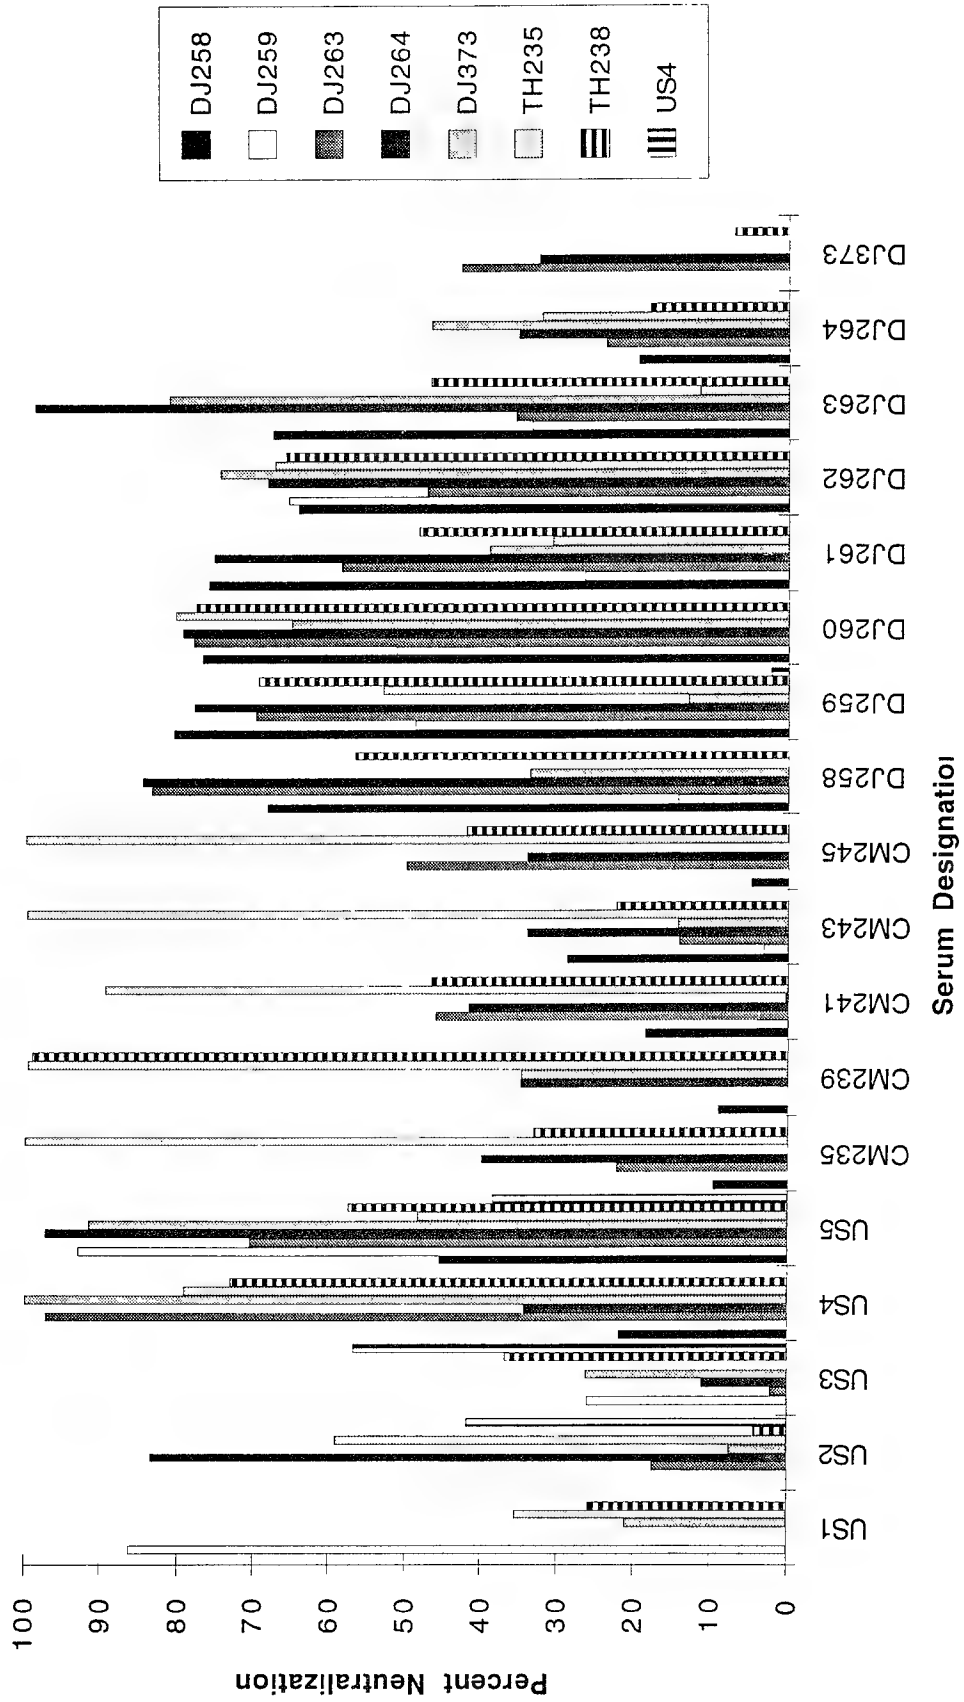 DJ258
DJ259
DJ263
DJ264
DJ373
TH235
TH238
US4
Percent Neutralization
100
90
80
70
60
50
40
30
20
10
0
US1
US2
US3
US4
US5
CM235
CM239
CM241
CM243
CM245
DJ258
DJ259
DJ260
DJ261
DJ262
DJ263
DJ264
DJ373
Serum Designation